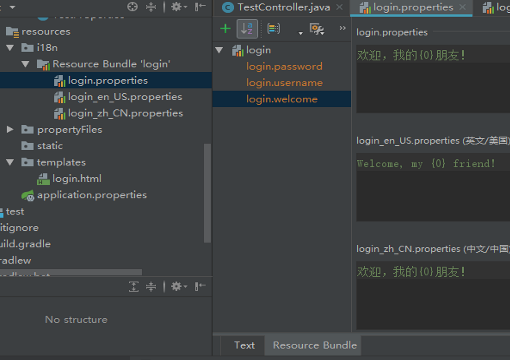 resources
i18n
Resource Bundle 'login'
login.properties
login_en_US.properties
login_zh_CN.properties
propertyFiles
static
templates
login.html
application.properties
test
itignore
uild.gradle
radlew
No structure
TestController.java
login.properties
login
login.password
login.username
login.welcome
login.properties
欢迎，我的{0}朋友!
login_en_US.properties (英文/美国)
Welcome, my {0} friend!
login_zh_CN.properties (中文/中国)
欢迎，我的{0}朋友!
Text
Resource Bundle